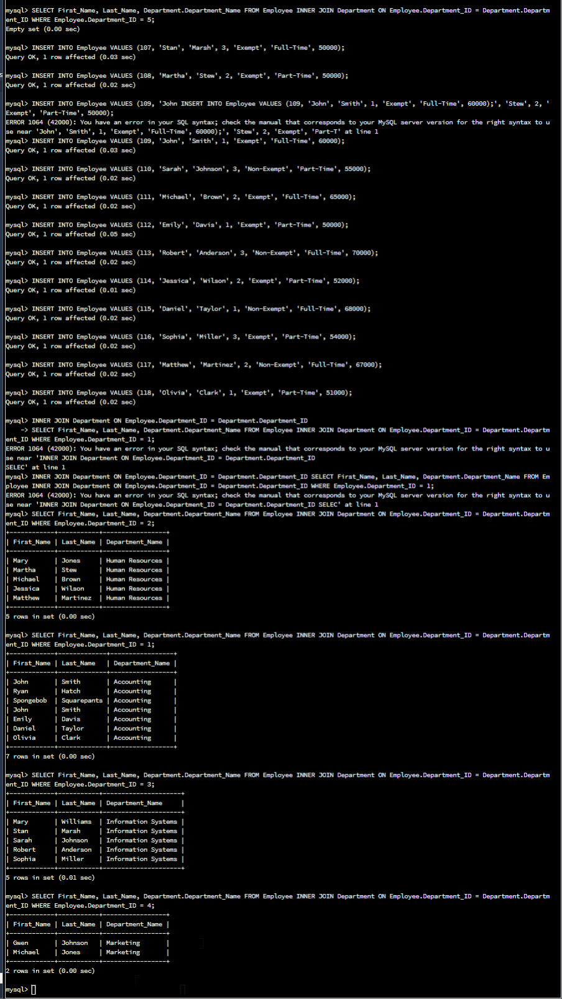 mysql> SELECT First_Name, Last_Name, Department.Department_Name FROM Employee INNER JOIN Department ON Employee.Department_ID = Department.Departm
ent_ID WHERE Employee.Department_ID = 5;
Empty set (0.00 sec)
mysql> INSERT INTO Employee VALUES (107, 'Stan', 'Marsh', 3, 'Exempt', 'Full-Time', 50000);
Query OK, 1 row affected (0.03 sec)
mysql> INSERT INTO Employee VALUES (108, 'Martha', 'Stew', 2, 'Exempt', 'Part-Time', 50000);
Query OK, 1 row affected (0.02 sec)
mysql> INSERT INTO Employee VALUES (109, 'John INSERT INTO Employee VALUES (109, 'John', 'Smith', 1, 'Exempt', 'Full-Time', 60000);', 'Stew', 2, '
Exempt', 'Part-Time', 50000);
ERROR 1064 (42000): You have an error in your SQL syntax; check the manual that corresponds to your MySQL server version for the right syntax to u
se near 'John', 'Smith', 1, 'Exempt', 'Full-Time', 60000);', 'Stew', 2, 'Exempt', 'Part-T' at line 1
mysql> INSERT INTO Employee VALUES (109, 'John', 'Smith', 1, 'Exempt', 'Full-Time', 60000);
Query OK, 1 row affected (0.03 sec)
mysql> INSERT INTO Employee VALUES (110, 'Sarah', 'Johnson', 3, 'Non-Exempt', 'Part-Time', 55000);
Query OK, 1 row affected (0.02 sec)
mysql> INSERT INTO Employee VALUES (111, 'Michael', 'Brown', 2, 'Exempt', 'Full-Time', 65000);
Query OK, 1 row affected (0.02 sec)
mysql> INSERT INTO Employee VALUES (112, 'Emily', 'Davis', 1, 'Exempt', 'Part-Time', 50000);
Query OK, 1 row affected (0.05 sec)
mysql> INSERT INTO Employee VALUES (113, 'Robert', 'Anderson', 3, 'Non-Exempt', 'Full-Time', 70000);
Query OK, 1 row affected (0.02 sec)
mysql> INSERT INTO Employee VALUES (114, 'Jessica', 'Wilson', 2, 'Exempt', 'Part-Time', 52000);
Query OK, 1 row affected (0.01 sec)
mysql> INSERT INTO Employee VALUES (115, 'Daniel', 'Taylor', 1, 'Non-Exempt', 'Full-Time', 68000);
Query OK, 1 row affected (0.02 sec)
mysql> INSERT INTO Employee VALUES (116, 'Sophia', 'Miller', 3, 'Exempt', 'Part-Time', 54000);
Query OK, 1 row affected (0.02 sec)
mysql> INSERT INTO Employee VALUES (117, 'Matthew', 'Martinez', 2, 'Non-Exempt', 'Full-Time', 67000);
Query OK, 1 row affected (0.02 sec)
mysql> INSERT INTO Employee VALUES (118, 'Olivia', 'Clark', 1, 'Exempt', 'Part-Time', 51000);
Query OK, 1 row affected (0.02 sec)
mysql> INNER JOIN Department ON Employee.Department_ID = Department.Department_ID
-> SELECT First_Name, Last_Name, Department.Department_Name FROM Employee INNER JOIN Department ON Employee.Department_ID = Department.Departm
ent_ID WHERE Employee.Department_ID = 1;
ERROR 1064 (42000): You have an error in your SQL syntax; check the manual that corresponds to your MySQL server version for the right syntax to u
se near 'INNER JOIN Department ON Employee.Department_ID = Department.Department_ID
SELEC' at line 1
mysql> INNER JOIN Department ON Employee.Department_ID = Department.Department_ID SELECT First_Name, Last_Name, Department.Department_Name FROM Em
ployee INNER JOIN Department ON Employee.Department_ID = Department.Department_ID WHERE Employee.Department_ID = 1;
ERROR 1064 (42000): You have an error in your SQL syntax; check the manual that corresponds to your MySQL server version for the right syntax to u
se near 'INNER JOIN Department ON Employee.Department_ID = Department.Department_ID SELEC' at line 1
mysql> SELECT First_Name, Last_Name, Department.Department_Name FROM Employee INNER JOIN Department ON Employee.Department_ID = Department.Departm
ent_ID WHERE Employee.Department_ID = 2;
+------------+-----------+-----------------+
| First_Name | Last_Name | Department_Name |
+------------+-----------+-----------------+
| Mary | Jones | Human Resources |
| Martha | Stew | Human Resources |
| Michael | Brown | Human Resources |
| Jessica | Wilson | Human Resources |
| Matthew | Martinez | Human Resources |
+------------+-----------+-----------------+
5 rows in set (0.00 sec)
mysql> SELECT First_Name, Last_Name, Department.Department_Name FROM Employee INNER JOIN Department ON Employee.Department_ID = Department.Departm
ent_ID WHERE Employee.Department_ID = 1;
+------------+-------------+-----------------+
| First_Name | Last_Name | Department_Name |
+------------+-------------+-----------------+
| John | Smith | Accounting |
| Ryan | Hatch | Accounting |
| Spongebob | Squarepants | Accounting |
| John | Smith | Accounting |
| Emily | Davis | Accounting |
| Daniel | Taylor | Accounting |
| Olivia | Clark | Accounting |
+------------+-------------+-----------------+
7 rows in set (0.00 sec)
mysql> SELECT First_Name, Last_Name, Department.Department_Name FROM Employee INNER JOIN Department ON Employee.Department_ID = Department.Departm
ent_ID WHERE Employee.Department_ID = 3;
+------------+-----------+---------------------+
| First_Name | Last_Name | Department_Name |
+------------+-----------+---------------------+
| Mary | Williams | Information Systems |
| Stan | Marsh | Information Systems |
| Sarah | Johnson | Information Systems |
| Robert | Anderson | Information Systems |
| Sophia | Miller | Information Systems |
+------------+-----------+---------------------+
5 rows in set (0.01 sec)
mysql> SELECT First_Name, Last_Name, Department.Department_Name FROM Employee INNER JOIN Department ON Employee.Department_ID = Department.Departm
ent_ID WHERE Employee.Department_ID = 4;
+------------+-----------+-----------------+
| First_Name | Last_Name | Department_Name |
+------------+-----------+-----------------+
| Gwen | Johnson | Marketing |
| Michael | Jones | Marketing |
+------------+-----------+-----------------+
2 rows in set (0.00 sec)
mysql>